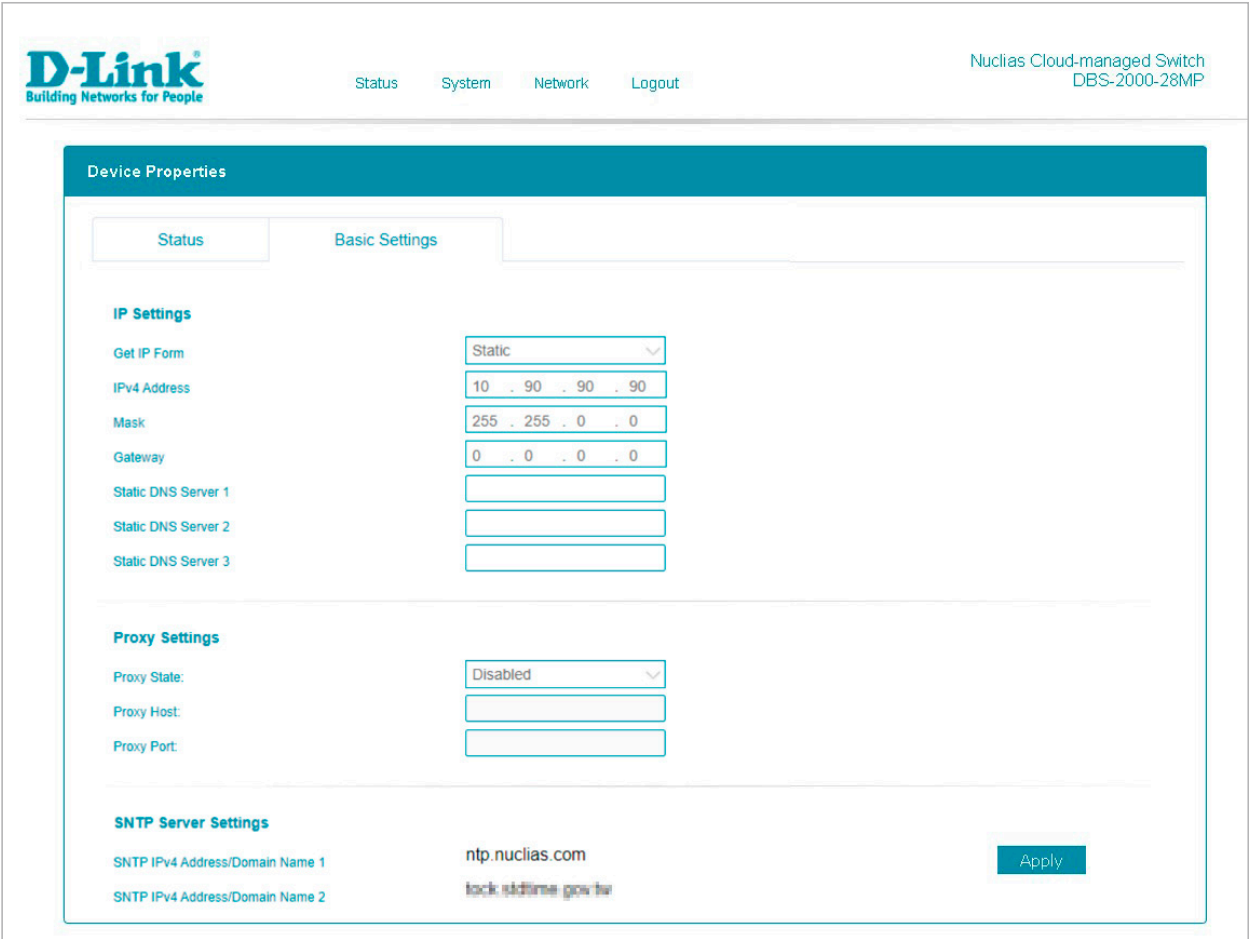 D-Link
Building Networks for People
Status System Network Logout
Nuclias Cloud-managed Switch
DBS-2000-28MP
Device Properties
Status Basic Settings
IP Settings
Get IP Form Static
IPv4 Address 10 . 90 . 90 . 90
Mask 255 . 255 . 0 . 0
Gateway 0 . 0 . 0 . 0
Static DNS Server 1
Static DNS Server 2
Static DNS Server 3
Proxy Settings
Proxy State: Disabled
Proxy Host:
Proxy Port:
SNTP Server Settings
SNTP IPv4 Address/Domain Name 1 ntp.nuclias.com
Apply
SNTP IPv4 Address/Domain Name 2